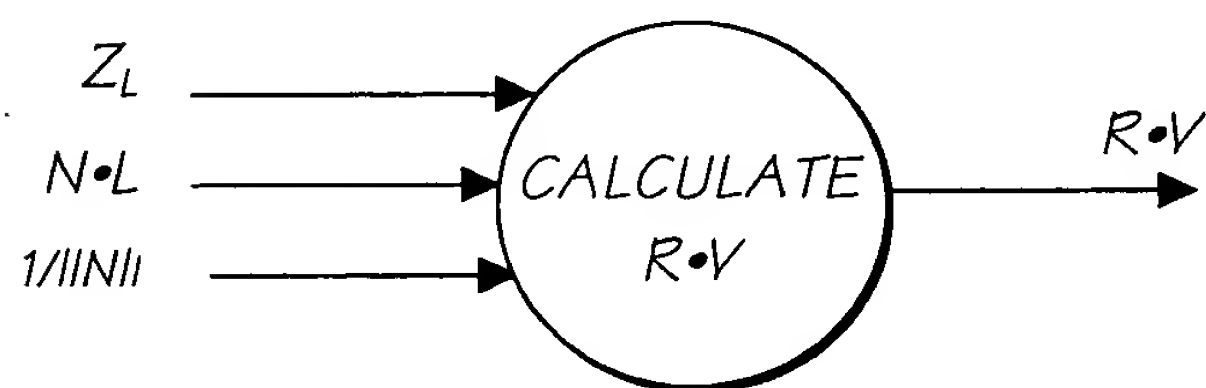 Z_L
N•L
1/||N||
CALCULATE
R•V
R•V